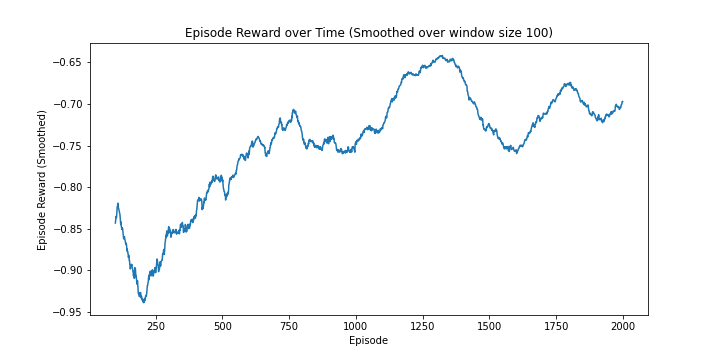 Episode Reward over Time (Smoothed over window size 100)
Episode Reward (Smoothed)
−0.65
−0.70
−0.75
−0.80
−0.85
−0.90
−0.95
250 500 750 1000 1250 1500 1750 2000
Episode